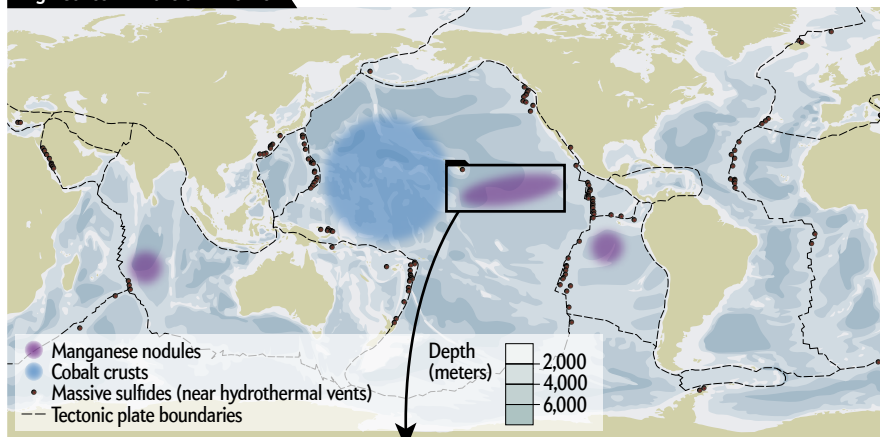 Manganese nodules
Cobalt crusts
Massive sulfides (near hydrothermal vents)
Tectonic plate boundaries
Depth
(meters)
2,000
4,000
6,000